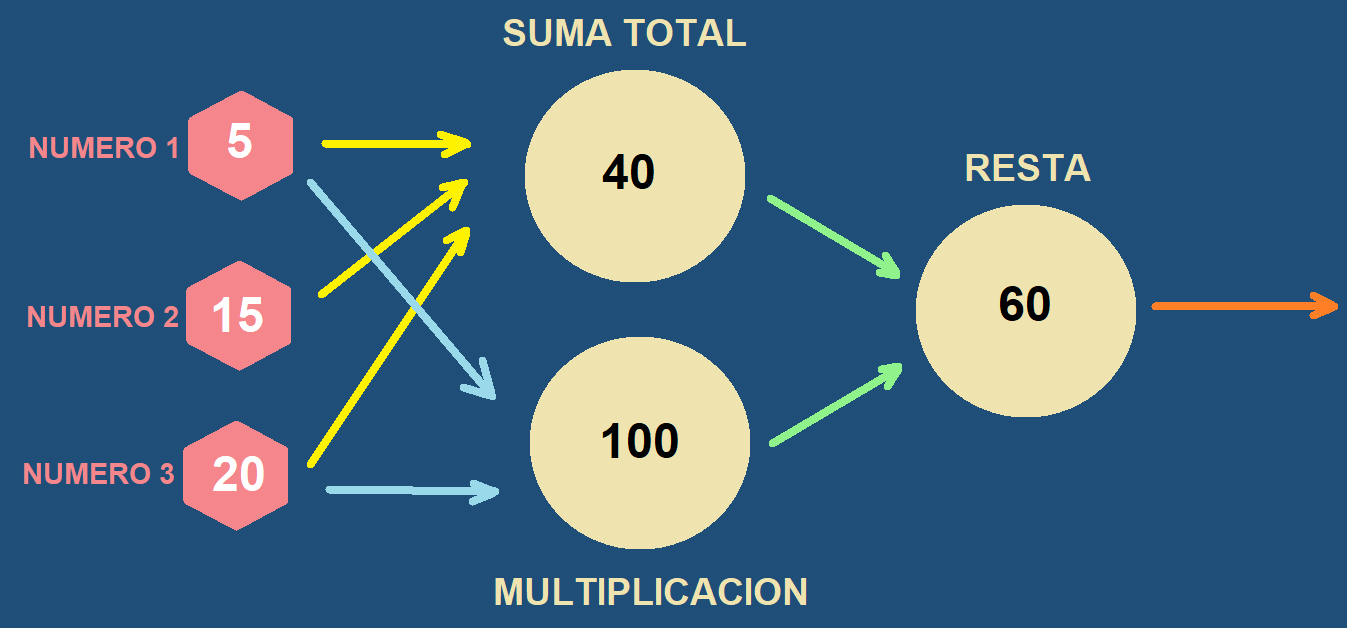 SUMA TOTAL
NUMERO 1
5
40
RESTA
NUMERO 2
15
60
NUMERO 3
20
100
MULTIPLICACION